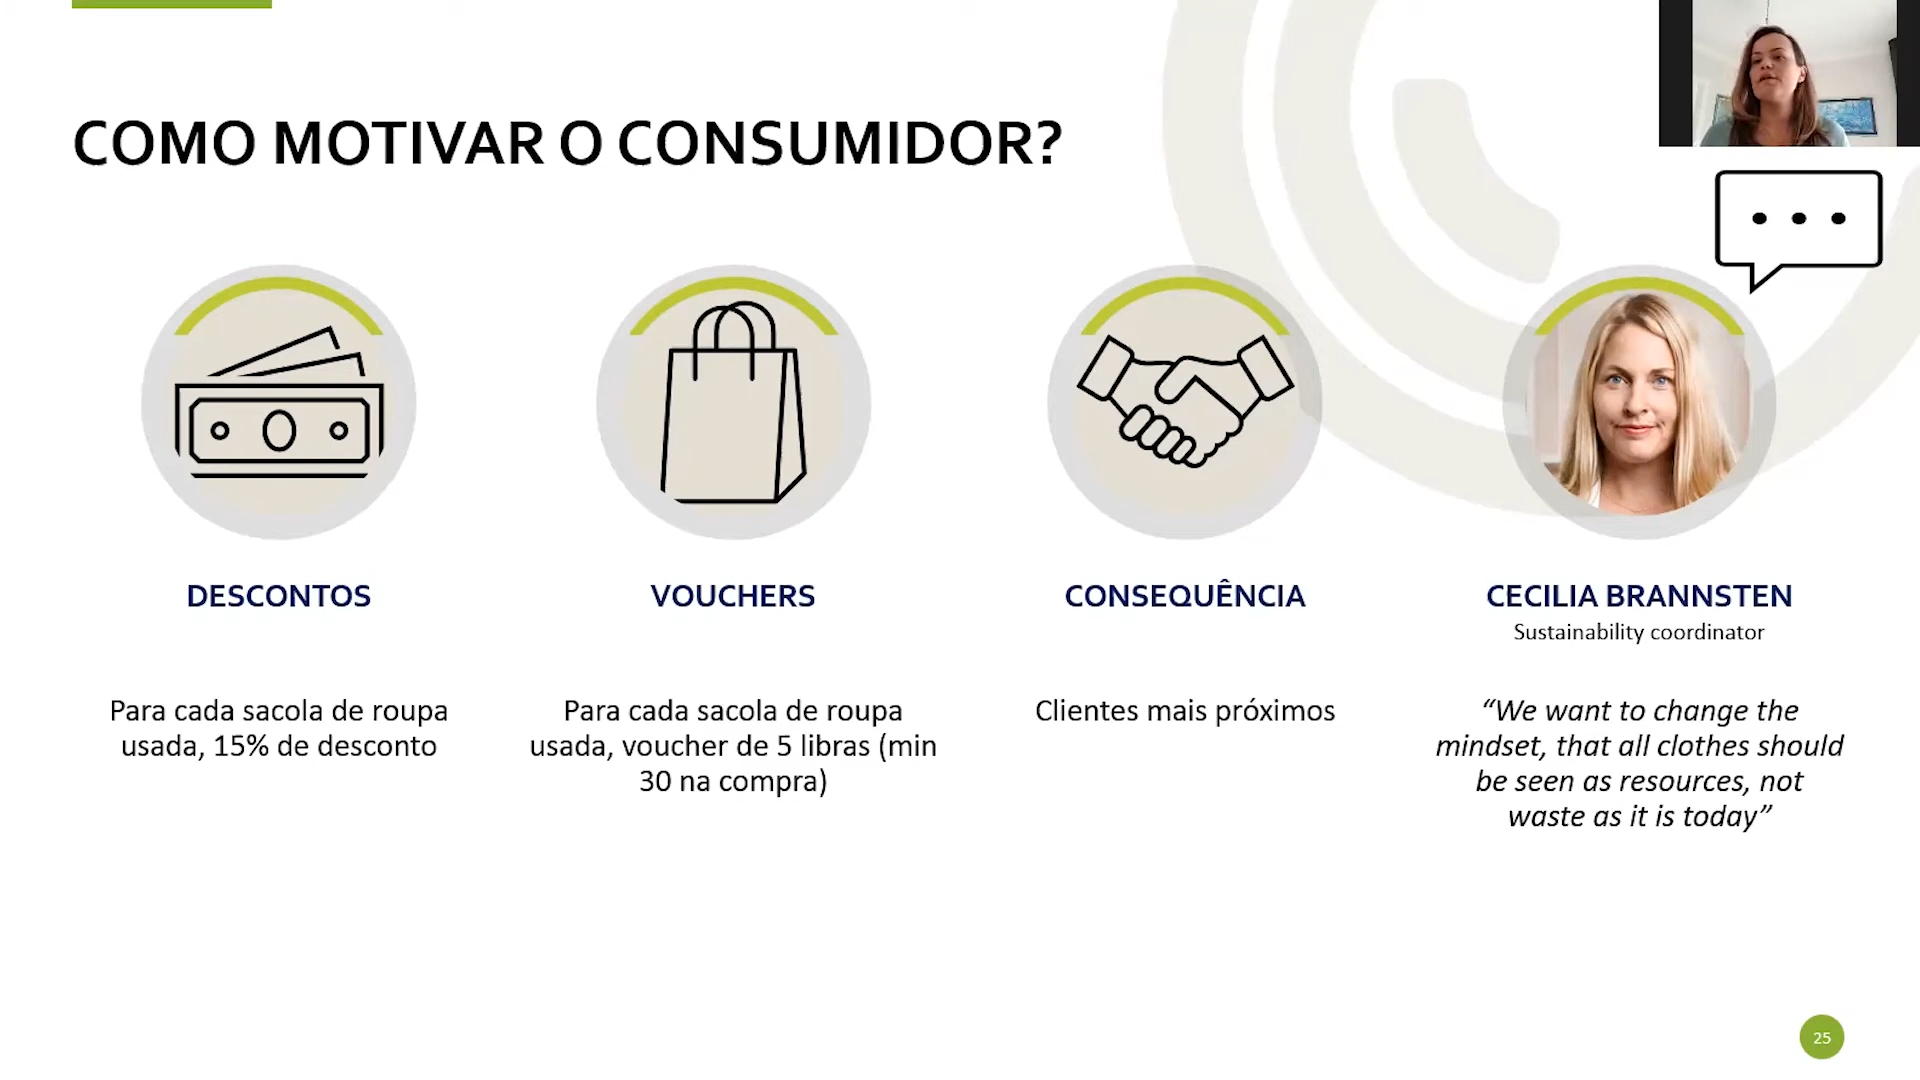 COMO MOTIVAR O CONSUMIDOR?
DESCONTOS
Para cada sacola de roupa
usada, 15% de desconto
VOUCHERS
Para cada sacola de roupa
usada, voucher de 5 libras (min
30 na compra)
CONSEQUÊNCIA
Clientes mais próximos
CECILIA BRANNSTEN
Sustainability coordinator
“We want to change the
mindset, that all clothes should
be seen as resources, not
waste as it is today”
25